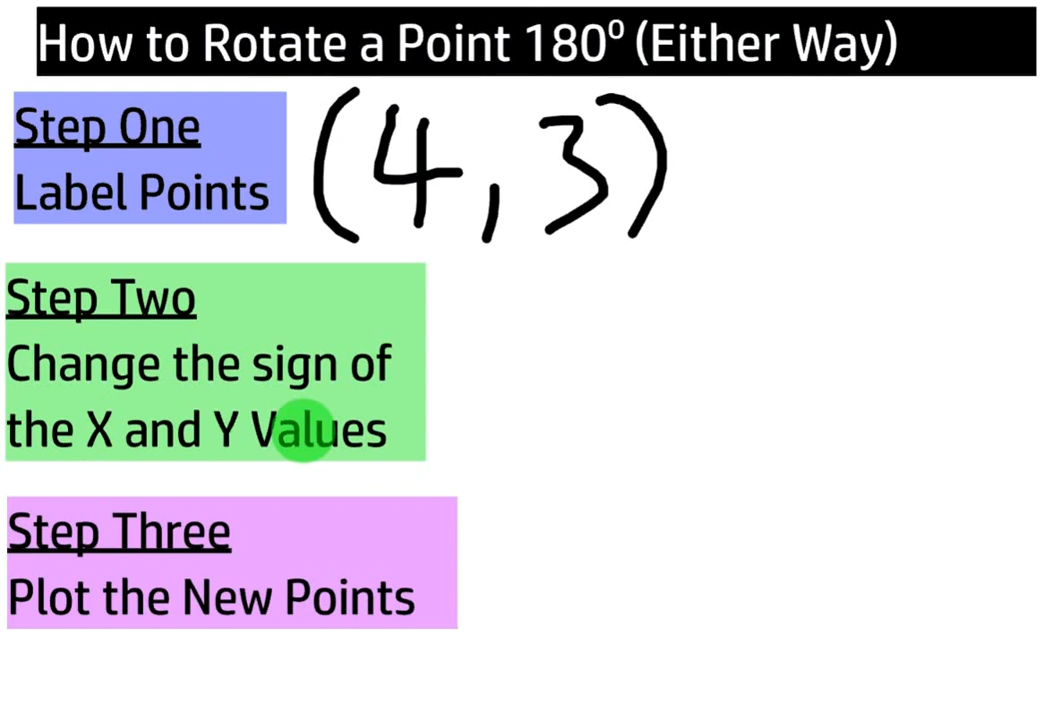 How to Rotate a Point 180° (Either Way)
Step One
Label Points
(4,3)
Step Two
Change the sign of
the X and Y Values
Step Three
Plot the New Points